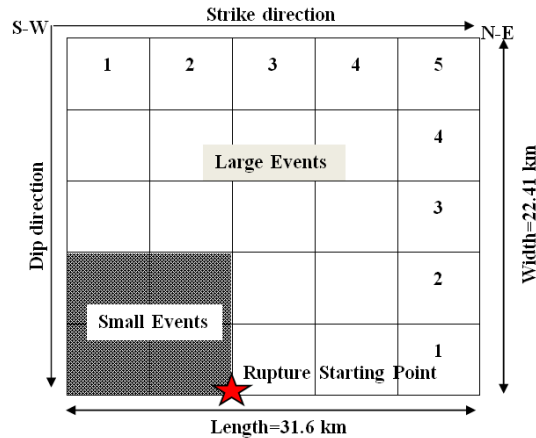 Strike direction
S-W
N-E
1 2 3 4 5
4
Large Events
3
Dip direction
Width=22.41 km
2
Small Events
1
Rupture Starting Point
Length=31.6 km